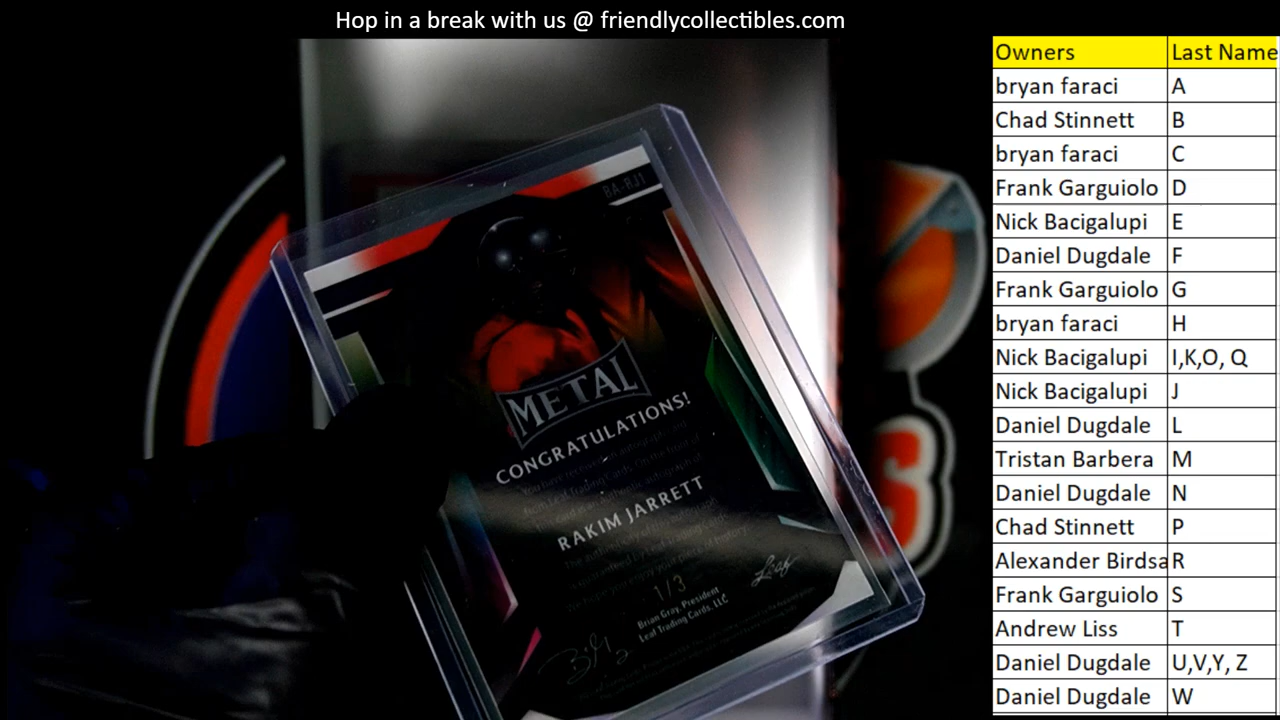 Hop in a break with us @ friendlycollectibles.com
Owners Last Name
bryan faraci A
Chad Stinnett B
bryan faraci C
Frank Garguiolo D
Nick Bacigalupi E
Daniel Dugdale F
Frank Garguiolo G
bryan faraci H
Nick Bacigalupi I,K,O, Q
Nick Bacigalupi J
Daniel Dugdale L
Tristan Barbera M
Daniel Dugdale N
Chad Stinnett P
Alexander Birdsa R
Frank Garguiolo S
Andrew Liss T
Daniel Dugdale U,V,Y, Z
Daniel Dugdale W
BA-RJ1
METAL
CONGRATULATIONS!
RAKIM JARRETT
1/3
Brian Gray, President
Leaf Trading Cards, LLC
Leaf
S